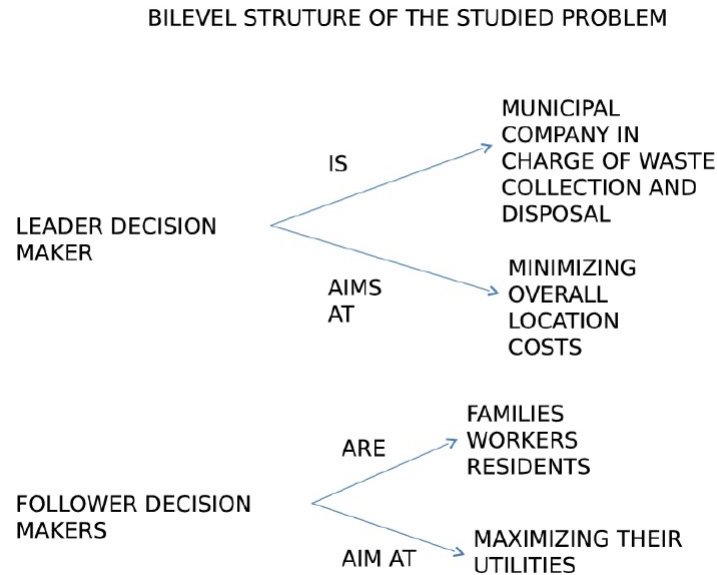 BILEVEL STRUTURE OF THE STUDIED PROBLEM
MUNICIPAL
COMPANY IN
CHARGE OF WASTE
COLLECTION AND
DISPOSAL
IS
LEADER DECISION
MAKER
AIMS
AT
MINIMIZING
OVERALL
LOCATION
COSTS
FAMILIES
WORKERS
RESIDENTS
ARE
FOLLOWER DECISION
MAKERS
AIM AT
MAXIMIZING THEIR
UTILITIES